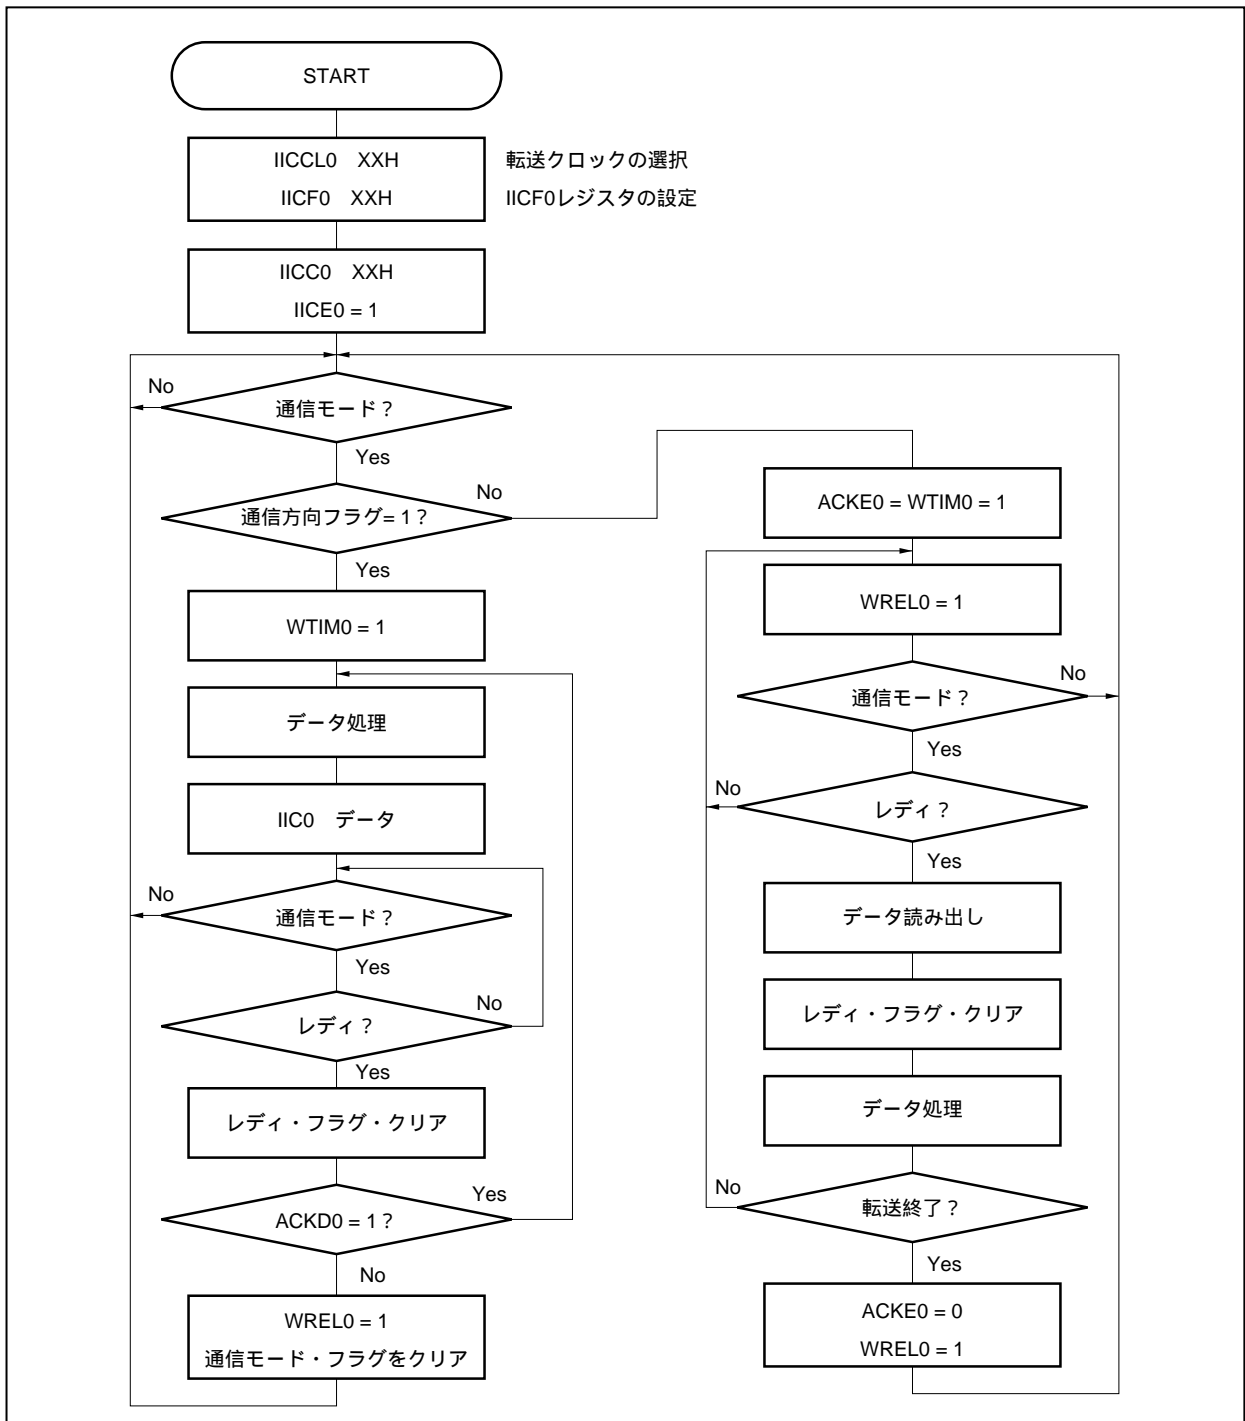 START
IICCL0 XXH
転送クロックの選択
IICF0 XXH
IICF0レジスタの設定
IICC0 XXH
IICE0 = 1
No
通信モード？
Yes
通信方向フラグ= 1？
No
Yes
WTIM0 = 1
データ処理
IIC0 データ
No
通信モード？
Yes
レディ？
No
Yes
レディ・フラグ・クリア
ACKD0 = 1？
Yes
No
WREL0 = 1
通信モード・フラグをクリア
ACKE0 = WTIM0 = 1
WREL0 = 1
通信モード？
No
Yes
No
レディ？
Yes
データ読み出し
レディ・フラグ・クリア
データ処理
No
転送終了？
Yes
ACKE0 = 0
WREL0 = 1